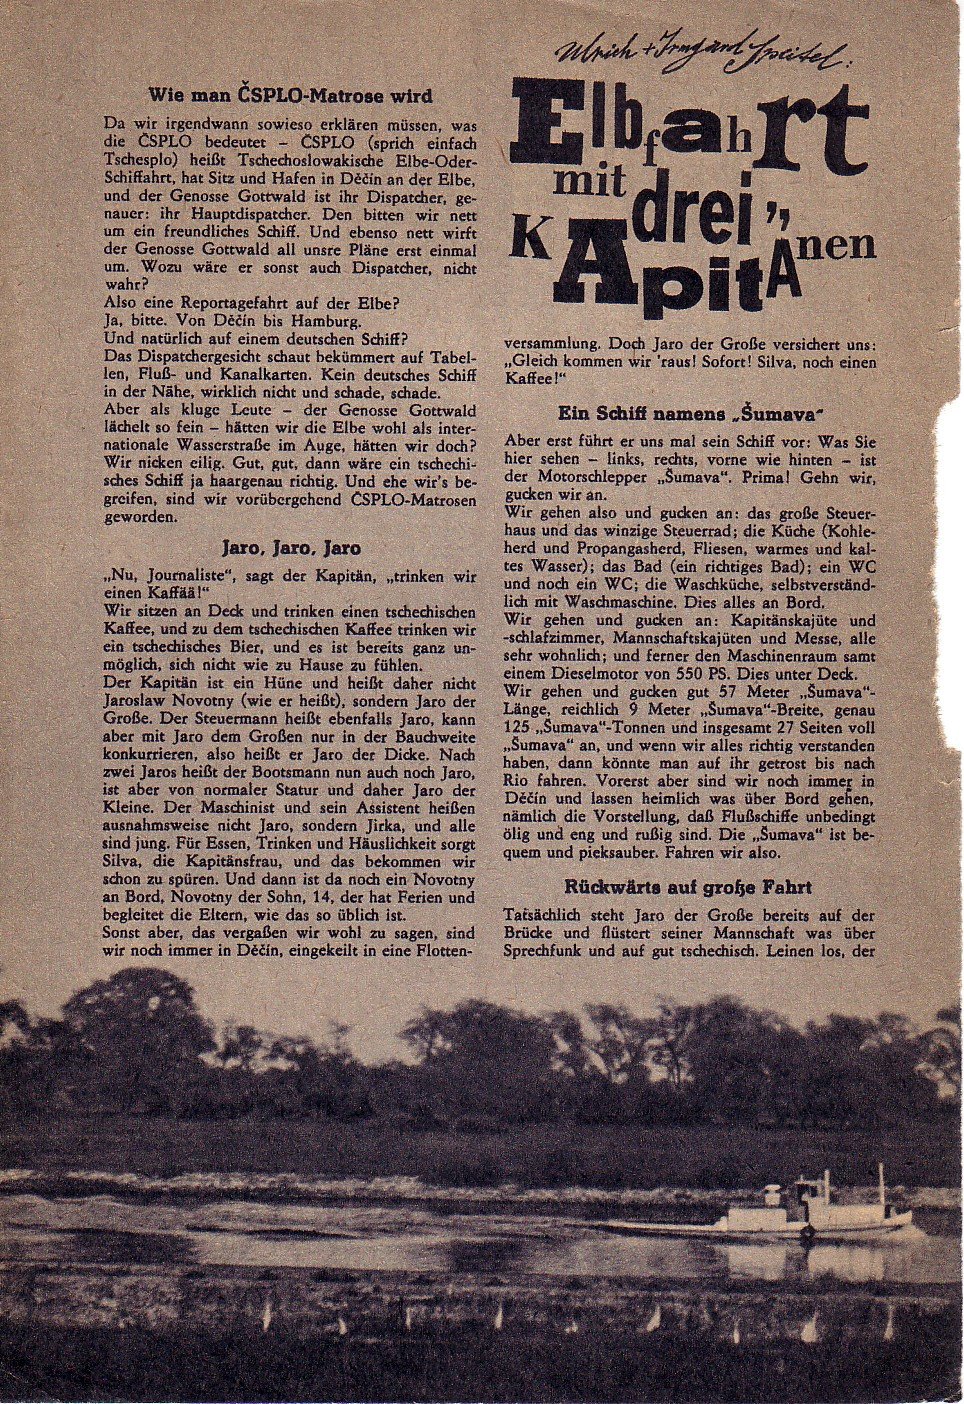 Ulrich + Irmgard Speitel:
Elbfahrt
mit
drei
KApitÄnen
Wie man ČSPLO-Matrose wird
Da wir irgendwann sowieso erklären müssen, was
die ČSPLO bedeutet – ČSPLO (sprich einfach
Tschesplo) heißt Tschechoslowakische Elbe-Oder-
Schiffahrt, hat Sitz und Hafen in Děčín an der Elbe,
und der Genosse Gottwald ist ihr Dispatcher, ge-
nauer: ihr Hauptdispatcher. Den bitten wir nett
um ein freundliches Schiff. Und ebenso nett wirft
der Genosse Gottwald all unsre Pläne erst einmal
um. Wozu wäre er sonst auch Dispatcher, nicht
wahr?
Also eine Reportagefahrt auf der Elbe?
Ja, bitte. Von Děčín bis Hamburg.
Und natürlich auf einem deutschen Schiff?
Das Dispatchergesicht schaut bekümmert auf Tabel-
len, Fluß- und Kanalkarten. Kein deutsches Schiff
in der Nähe, wirklich nicht und schade, schade.
Aber als kluge Leute – der Genosse Gottwald
lächelt so fein – hätten wir die Elbe wohl als inter-
nationale Wasserstraße im Auge, hätten wir doch?
Wir nicken eilig. Gut, gut, dann wäre ein tschechi-
sches Schiff ja haargenau richtig. Und ehe wir's be-
greifen, sind wir vorübergehend ČSPLO-Matrosen
geworden.
Jaro, Jaro, Jaro
„Nu, Journaliste“, sagt der Kapitän, „trinken wir
einen Kaffää!“
Wir sitzen an Deck und trinken einen tschechischen
Kaffee, und zu dem tschechischen Kaffee trinken wir
ein tschechisches Bier, und es ist bereits ganz un-
möglich, sich nicht wie zu Hause zu fühlen.
Der Kapitän ist ein Hüne und heißt daher nicht
Jaroslaw Novotny (wie er heißt), sondern Jaro der
Große. Der Steuermann heißt ebenfalls Jaro, kann
aber mit Jaro dem Großen nur in der Bauchweite
konkurrieren, also heißt er Jaro der Dicke. Nach
zwei Jaros heißt der Bootsmann nun auch noch Jaro,
ist aber von normaler Statur und daher Jaro der
Kleine. Der Maschinist und sein Assistent heißen
ausnahmsweise nicht Jaro, sondern Jirka, und alle
sind jung. Für Essen, Trinken und Häuslichkeit sorgt
Silva, die Kapitänsfrau, und das bekommen wir
schon zu spüren. Und dann ist da noch ein Novotny
an Bord, Novotny der Sohn, 14, der hat Ferien und
begleitet die Eltern, wie das so üblich ist.
Sonst aber, das vergaßen wir wohl zu sagen, sind
wir noch immer in Děčín, eingekeilt in eine Flotten-
versammlung. Doch Jaro der Große versichert uns:
„Gleich kommen wir 'raus! Sofort! Silva, noch einen
Kaffee!“
Ein Schiff namens „Šumava“
Aber erst führt er uns mal sein Schiff vor: Was Sie
hier sehen – links, rechts, vorne wie hinten – ist
der Motorschlepper „Šumava“. Prima! Gehn wir,
gucken wir an.
Wir gehen also und gucken an: das große Steuer-
haus und das winzige Steuerrad; die Küche (Kohle-
herd und Propangasherd, Fliesen, warmes und kal-
tes Wasser); das Bad (ein richtiges Bad); ein WC
und noch ein WC; die Waschküche, selbstverständ-
lich mit Waschmaschine. Dies alles an Bord.
Wir gehen und gucken an: Kapitänskajüte und
-schlafzimmer, Mannschaftskajüten und Messe, alle
sehr wohnlich; und ferner den Maschinenraum samt
einem Dieselmotor von 550 PS. Dies unter Deck.
Wir gehen und gucken gut 57 Meter „Šumava“-
Länge, reichlich 9 Meter „Šumava“-Breite, genau
125 „Šumava“-Tonnen und insgesamt 27 Seiten voll
„Šumava“ an, und wenn wir alles richtig verstanden
haben, dann könnte man auf ihr getrost bis nach
Rio fahren. Vorerst aber sind wir noch immer in
Děčín und lassen heimlich was über Bord gehen,
nämlich die Vorstellung, daß Flußschiffe unbedingt
ölig und eng und rußig sind. Die „Šumava“ ist be-
quem und pieksauber. Fahren wir also.
Rückwärts auf große Fahrt
Tatsächlich steht Jaro der Große bereits auf der
Brücke und flüstert seiner Mannschaft was über
Sprechfunk und auf gut tschechisch. Leinen los, der